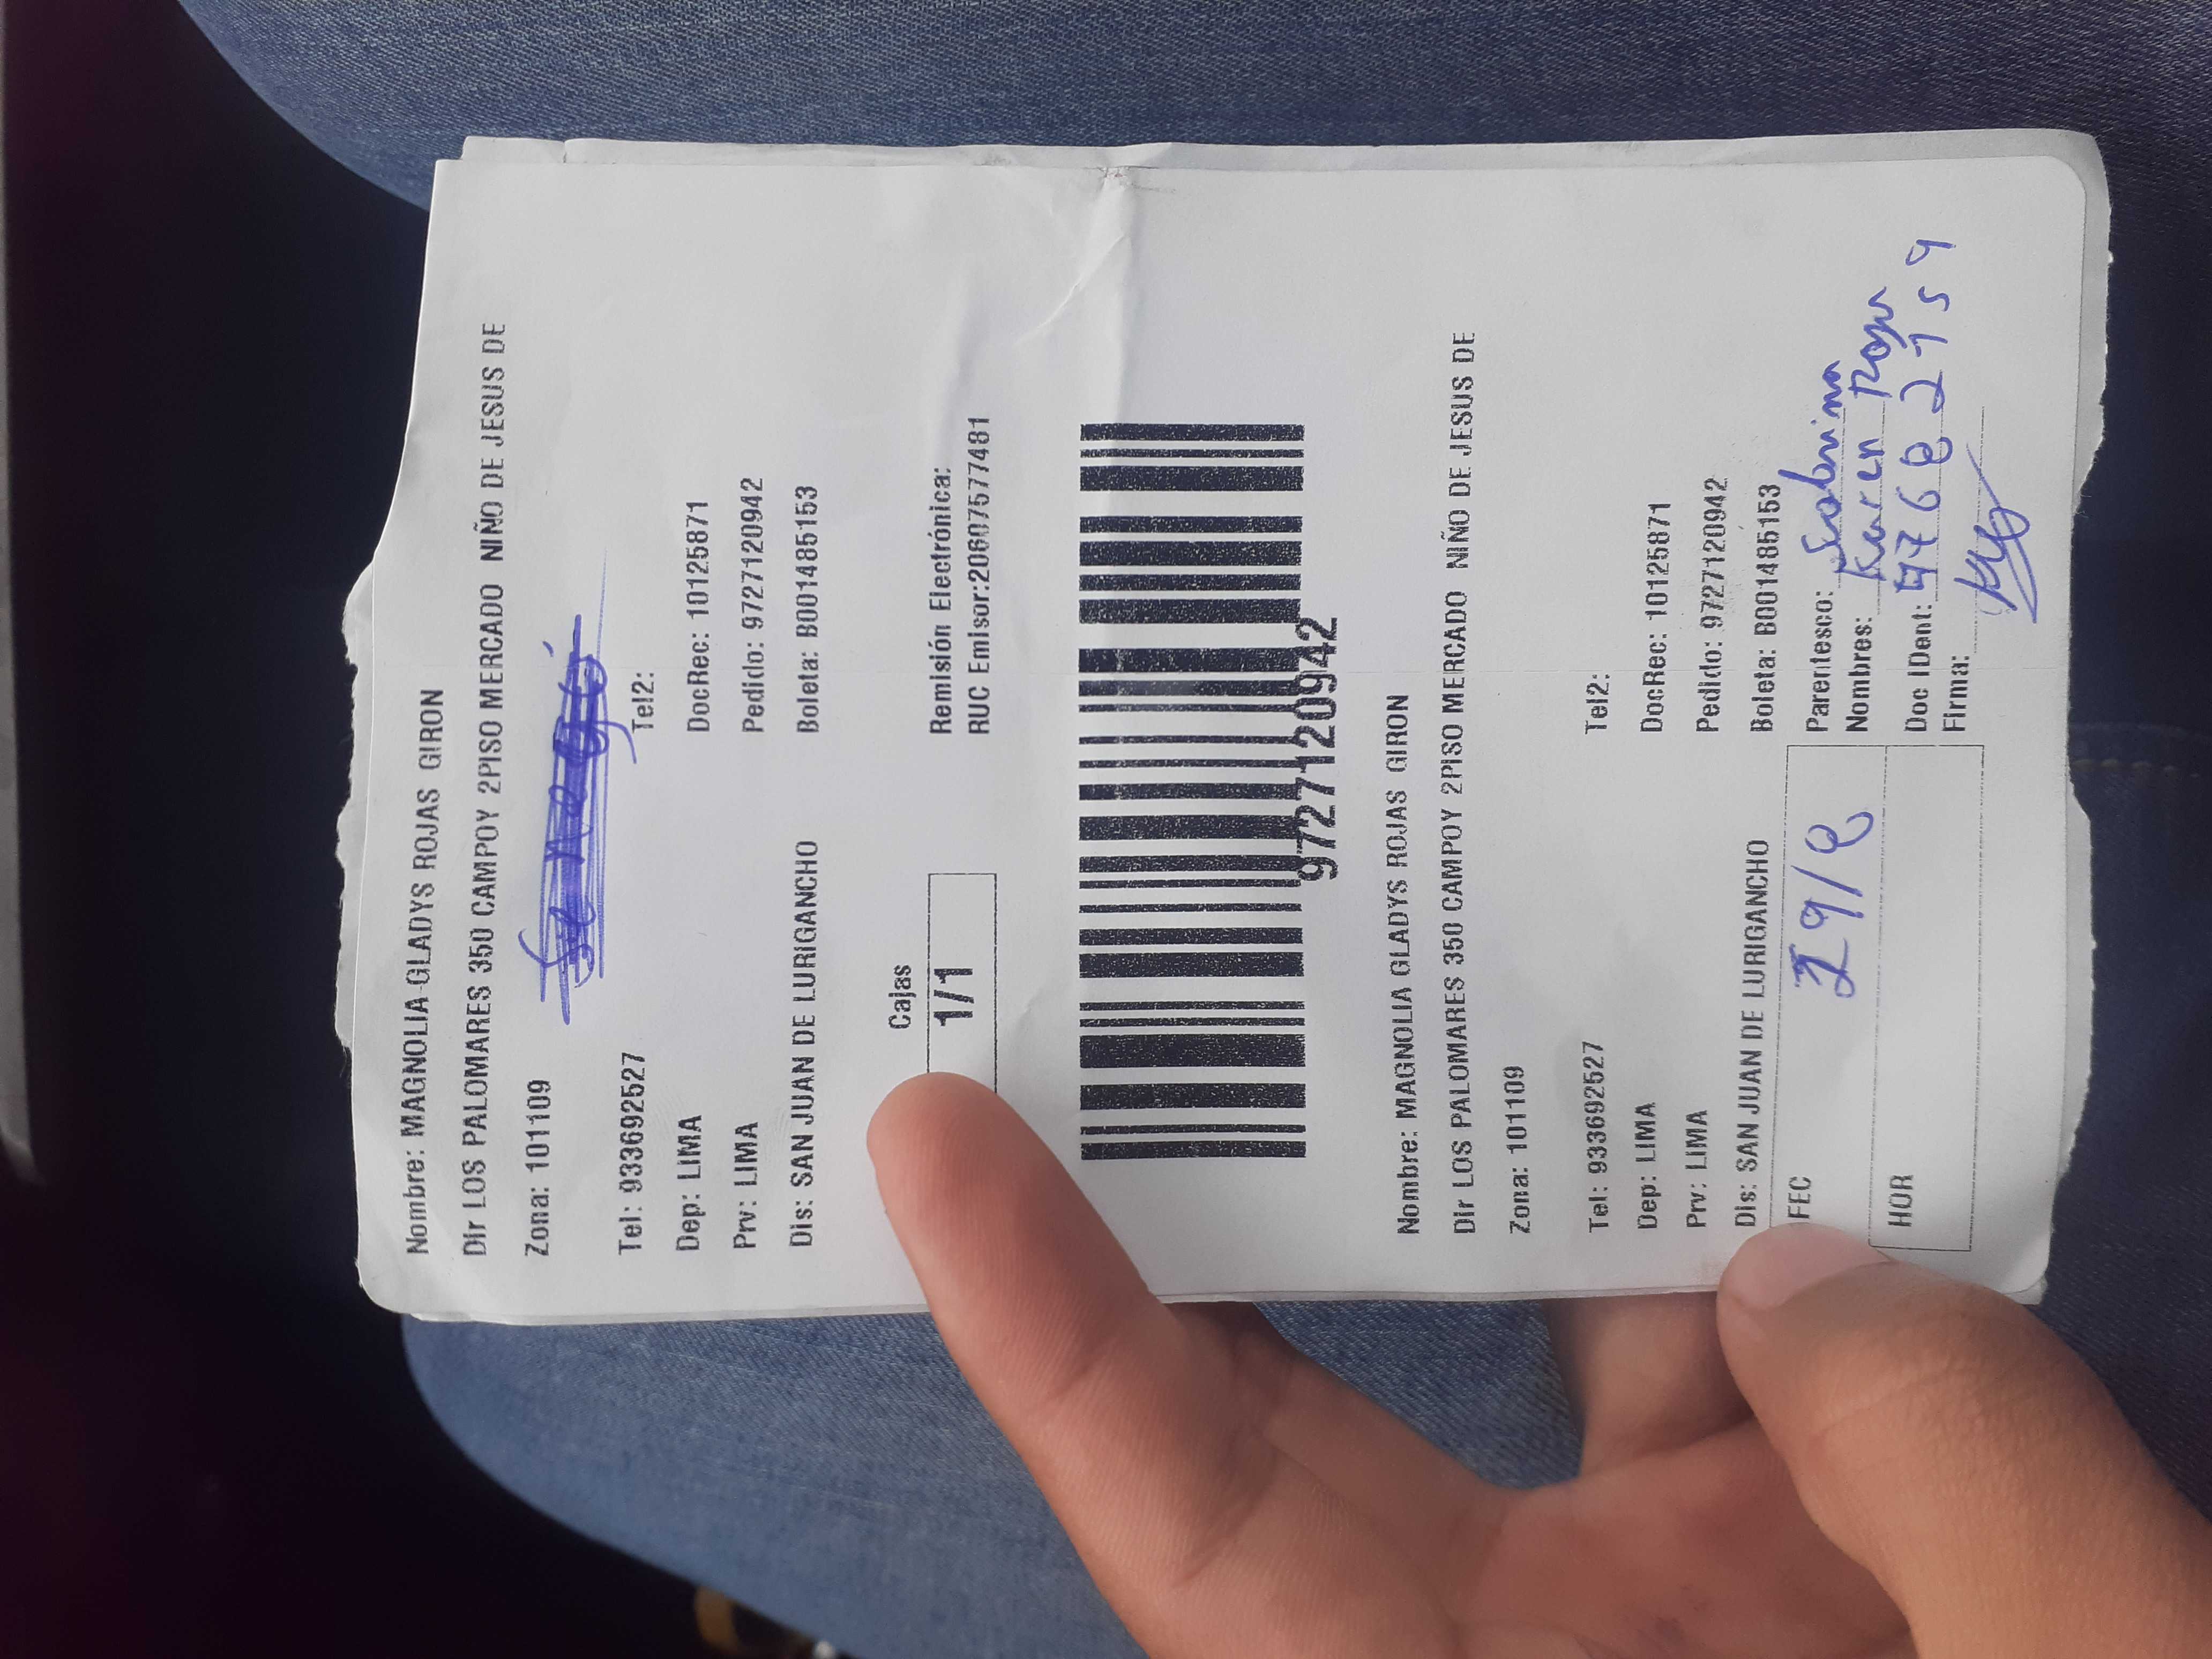 Nombre: MAGNOLIA GLADYS ROJAS GIRON
Dir LOS PALOMARES 350 CAMPOY 2PISO MERCADO NIÑO DE JESUS DE
Zona: 101109
Tel: 933692527 Tel2:
Dep: LIMA DocRec: 10125871
Prv: LIMA Pedido: 972712094​2
Dis: SAN JUAN DE LURIGANCHO Boleta: B001485153
Cajas
1/1
Remisión Electrónica:
RUC Emisor:20607577481
9727120942
Nombre: MAGNOLIA GLADYS ROJAS GIRON
Dir LOS PALOMARES 350 CAMPOY 2PISO MERCADO NIÑO DE JESUS DE
Zona: 101109
Tel: 933692527 Tel2:
Dep: LIMA DocRec: 10125871
Prv: LIMA Pedido: 9727120942
Dis: SAN JUAN DE LURIGANCHO Boleta: B001485153
FEC
HOR
Parentesco: Sobrina
Nombres: Karen
Doc IDent:
Firma: